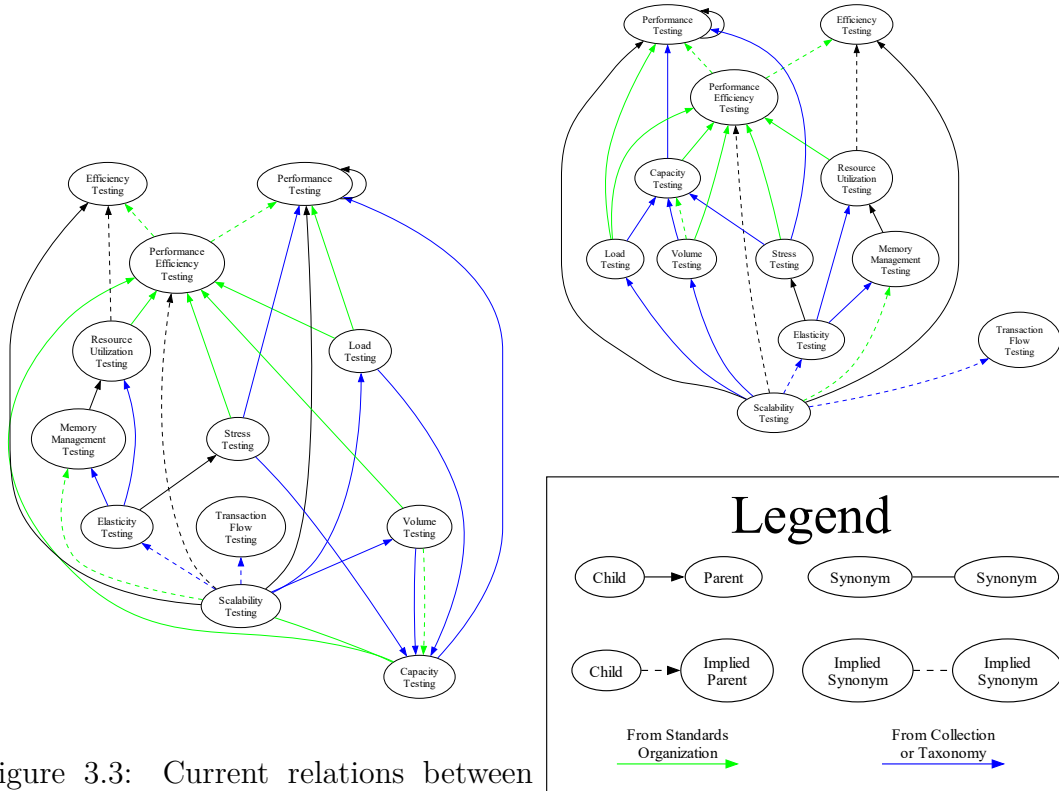 Efficiency
Testing
Performance
Testing
Performance
Efficiency
Testing
Resource
Utilization
Testing
Load
Testing
Memory
Management
Testing
Stress
Testing
Elasticity
Testing
Transaction
Flow
Testing
Volume
Testing
Scalability
Testing
Capacity
Testing
igure 3.3: Current relations between
Performance
Testing
Efficiency
Testing
Performance
Efficiency
Testing
Capacity
Testing
Resource
Utilization
Testing
Load
Testing
Volume
Testing
Stress
Testing
Memory
Management
Testing
Elasticity
Testing
Transaction
Flow
Testing
Scalability
Testing
Legend
Child
Parent
Synonym
Synonym
Child
Implied
Parent
Implied
Synonym
Implied
Synonym
From Standards
Organization
From Collection
or Taxonomy